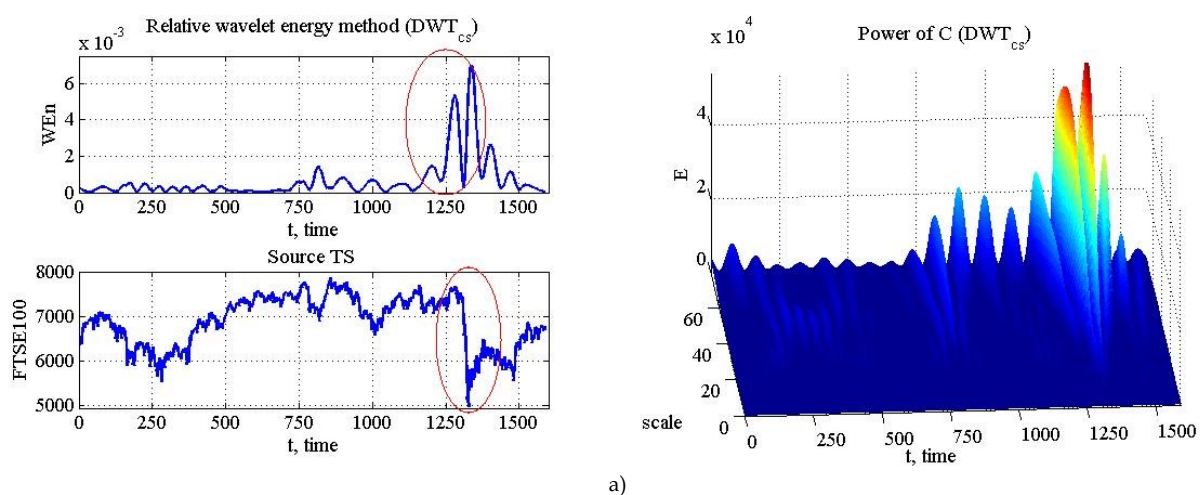 Relative wavelet energy method (DWTcs)
x 10^-3
6
4
2
0
WEn
0 250 500 750 1000 1250 1500
t, time
Source TS
8000
7000
6000
5000
FTSE100
0 250 500 750 1000 1250 1500
t, time
Power of C (DWTcs)
x 10^4
4
2
0
E
60
40
20
0
scale
0 250 500 750 1000 1250 1500
t, time
a)